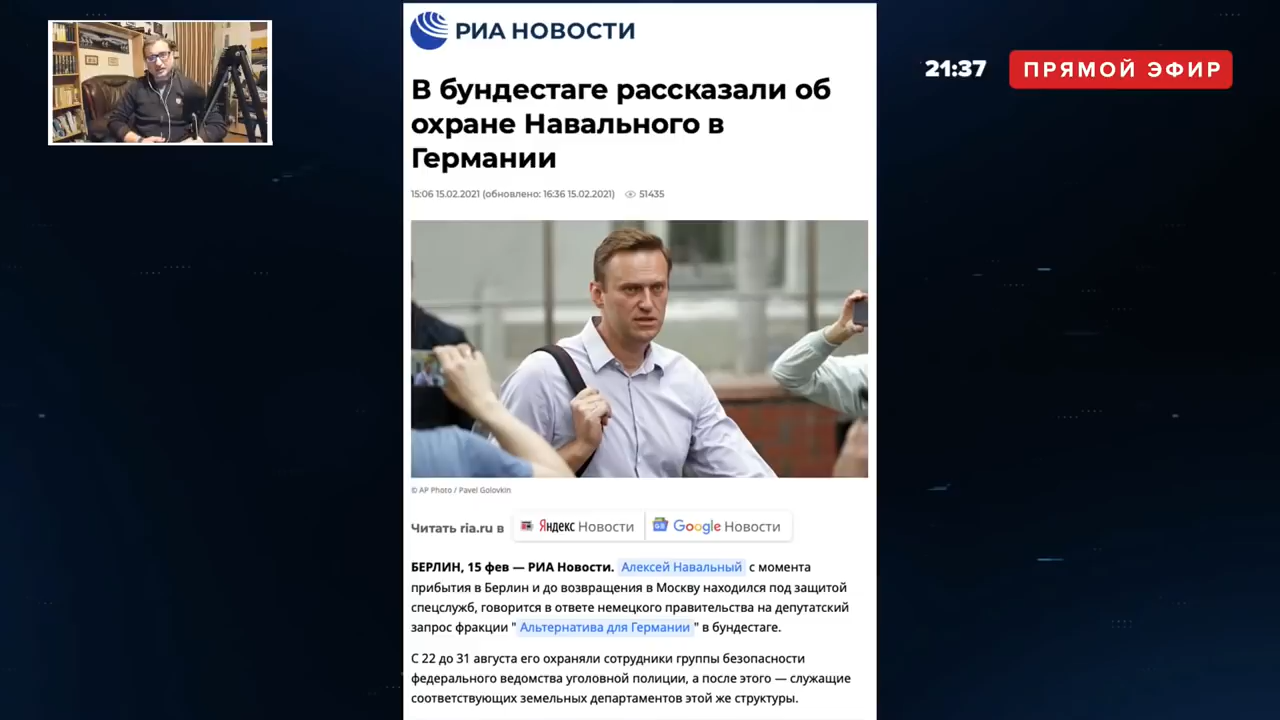 РИА НОВОСТИ
21:37
ПРЯМОЙ ЭФИР
В бундестаге рассказали об
охране Навального в
Германии
15:06 15.02.2021 (обновлено: 16:36 15.02.2021) 51435
© AP Photo / Pavel Golovkin
Читать ria.ru в Яндекс Новости Google Новости
БЕРЛИН, 15 фев — РИА Новости. Алексей Навальный с момента
прибытия в Берлин и до возвращения в Москву находился под защитой
спецслужб, говорится в ответе немецкого правительства на депутатский
запрос фракции "Альтернатива для Германии" в бундестаге.
С 22 до 31 августа его охраняли сотрудники группы безопасности
федерального ведомства уголовной полиции, а после этого — служащие
соответствующих земельных департаментов этой же структуры.